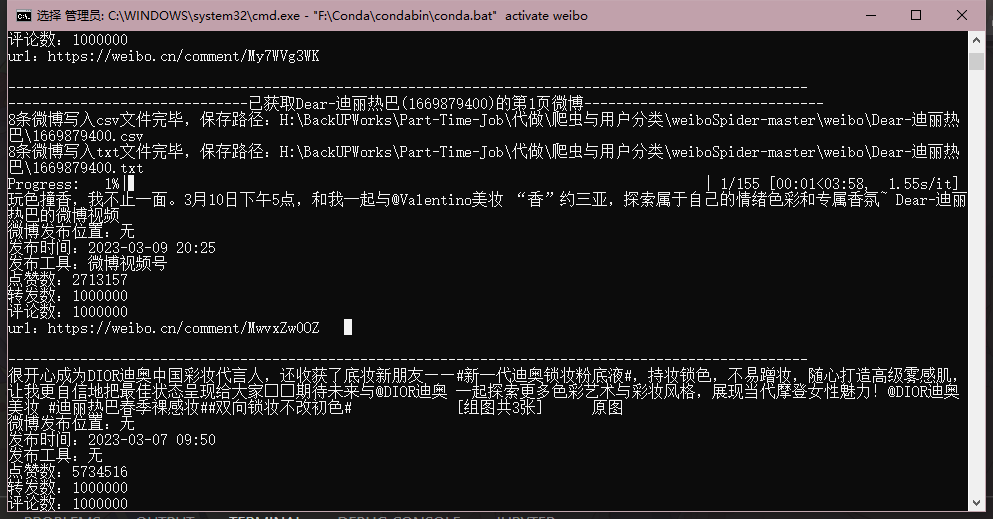 选择 管理员: C:\WINDOWS\system32\cmd.exe - "F:\Conda\condabin\conda.bat" activate weibo
评论数：1000000
url：https://weibo.cn/comment/My7WVg3WK
----------------------------------------------------------------------------------------------------
------------------------------已获取Dear-迪丽热巴(1669879400)的第1页微博------------------------------
8条微博写入csv文件完毕，保存路径：H:\BackUPWorks\Part-Time-Job\代做\爬虫与用户分类\weiboSpider-master\weibo\Dear-迪丽热
巴\1669879400.csv
8条微博写入txt文件完毕，保存路径：H:\BackUPWorks\Part-Time-Job\代做\爬虫与用户分类\weiboSpider-master\weibo\Dear-迪丽热
巴\1669879400.txt
Progress:   1%| | 1/155 [00:01<03:58,  1.55s/it]
玩色撞香，我不止一面。3月10日下午5点，和我一起与@Valentino美妆 “香”约三亚，探索属于自己的情绪色彩和专属香氛~ Dear-迪丽
热巴的微博视频
微博发布位置：无
发布时间：2023-03-09 20:25
发布工具：微博视频号
点赞数：2713157
转发数：1000000
评论数：1000000
url：https://weibo.cn/comment/MwvxZw0OZ
----------------------------------------------------------------------------------------------------
很开心成为DIOR迪奥中国彩妆代言人，还收获了底妆新朋友——#新一代迪奥锁妆粉底液#，持妆锁色，不易蹭妆，随心打造高级雾感肌，
让我更自信地把最佳状态呈现给大家□□期待未来与@DIOR迪奥 一起探索更多色彩艺术与彩妆风格，展现当代摩登女性魅力！@DIOR迪奥
美妆 #迪丽热巴春季裸感妆##双向锁妆不改初色# [组图共3张] 原图
微博发布位置：无
发布时间：2023-03-07 09:50
发布工具：无
点赞数：5734516
转发数：1000000
评论数：1000000
PROBLEMS OUTPUT TERMINAL DEBUG CONSOLE JUPYTER